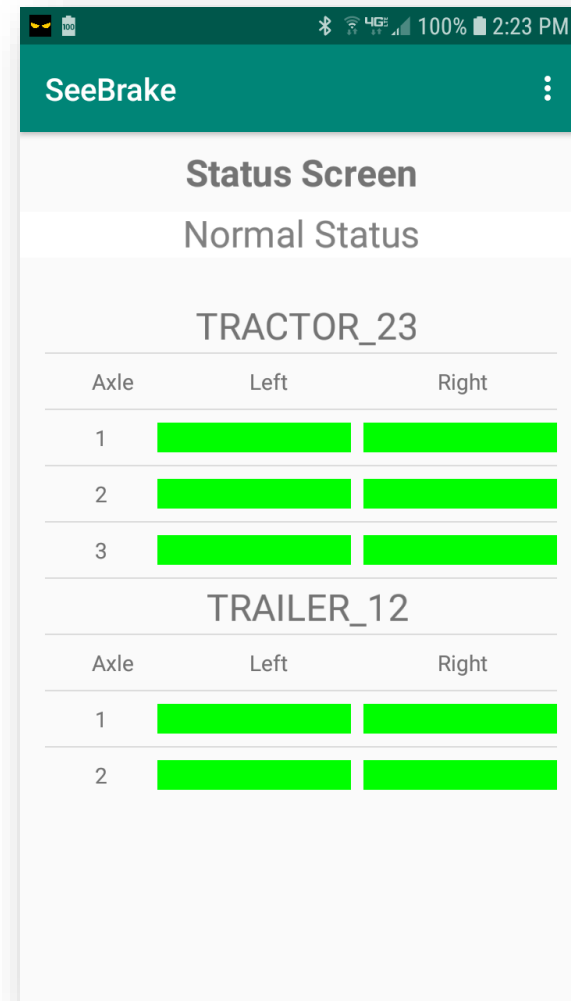 100 4G 100% 2:23 PM
SeeBrake
Status Screen
Normal Status
TRACTOR_23
Axle Left Right
1
2
3
TRAILER_12
Axle Left Right
1
2